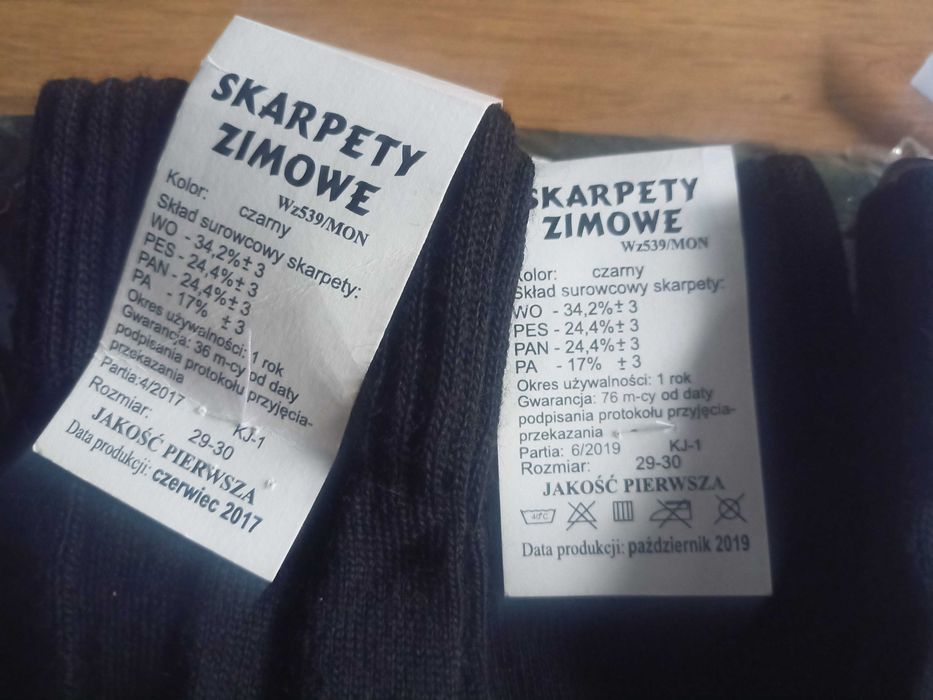 SKARPETY
ZIMOWE
Wz539/MON
Kolor: czarny
Skład surowcowy skarpety:
WO - 34,2%± 3
PES - 24,4%± 3
PAN - 24,4%± 3
PA - 17% ± 3
Okres używalności: 1 rok
Gwarancja: 36 m-cy od daty
podpisania protokołu przyjęcia-
przekazania
Partia:4/2017 KJ-1
Rozmiar: 29-30
JAKOŚĆ PIERWSZA
Data produkcji: czerwiec 2017
SKARPETY
ZIMOWE
Wz539/MON
Kolor: czarny
Skład surowcowy skarpety:
WO - 34,2%± 3
PES - 24,4%± 3
PAN - 24,4%± 3
PA - 17% ± 3
Okres używalności: 1 rok
Gwarancja: 76 m-cy od daty
podpisania protokołu przyjęcia-
przekazania
Partia: 6/2019 KJ-1
Rozmiar: 29-30
JAKOŚĆ PIERWSZA
40°C
Data produkcji: październik 2019